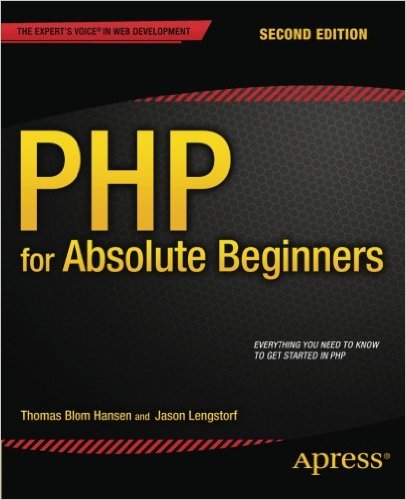 THE EXPERT'S VOICE® IN WEB DEVELOPMENT
SECOND EDITION
PHP
for Absolute Beginners
EVERYTHING YOU NEED TO KNOW
TO GET STARTED IN PHP
Thomas Blom Hansen and Jason Lengstorf
Apress®